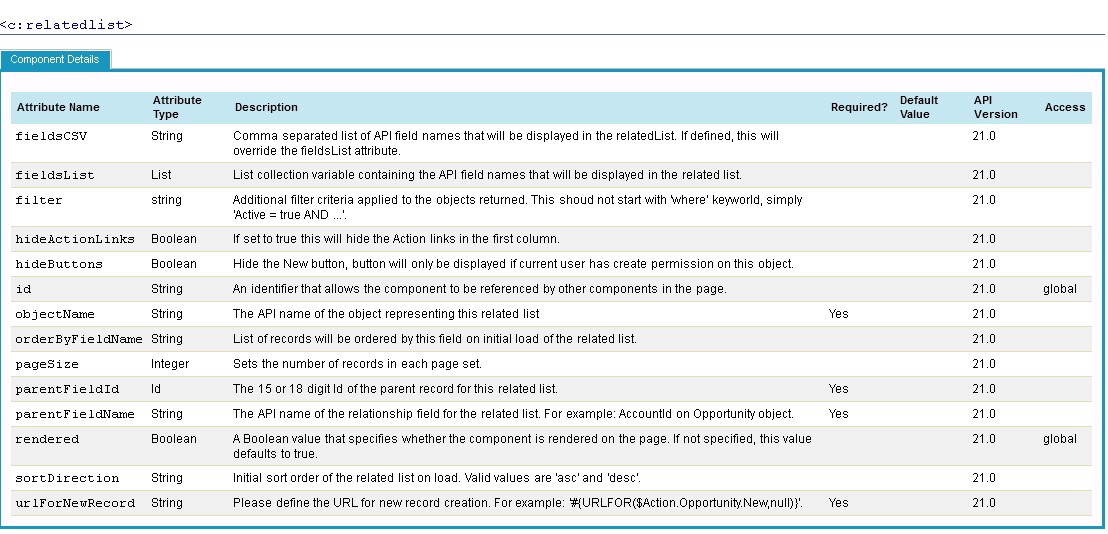 <c:relatedlist>
Component Details
Attribute Name Attribute Type Description Required? Default Value API Version Access
fieldsCSV String Comma separated list of API field names that will be displayed in the relatedList. If defined, this will 21.0
override the fieldsList attribute.
fieldsList List List collection variable containing the API field names that will be displayed in the related list. 21.0
filter string Additional filter criteria applied to the objects returned. This shoud not start with 'where' keyworld, simply 21.0
'Active = true AND ...'.
hideActionLinks Boolean If set to true this will hide the Action links in the first column. 21.0
hideButtons Boolean Hide the New button, button will only be displayed if current user has create permission on this object. 21.0
id String An identifier that allows the component to be referenced by other components in the page. 21.0 global
objectName String The API name of the object representing this related list Yes 21.0
orderByFieldName String List of records will be ordered by this field on initial load of the related list. 21.0
pageSize Integer Sets the number of records in each page set. 21.0
parentFieldId Id The 15 or 18 digit Id of the parent record for this related list. Yes 21.0
parentFieldName String The API name of the relationship field for the related list. For example: AccountId on Opportunity object. Yes 21.0
rendered Boolean A Boolean value that specifies whether the component is rendered on the page. If not specified, this value 21.0 global
defaults to true.
sortDirection String Initial sort order of the related list on load. Valid values are 'asc' and 'desc'. 21.0
urlForNewRecord String Please define the URL for new record creation. For example: '#{URLFOR($Action.Opportunity.New,null)}'. Yes 21.0